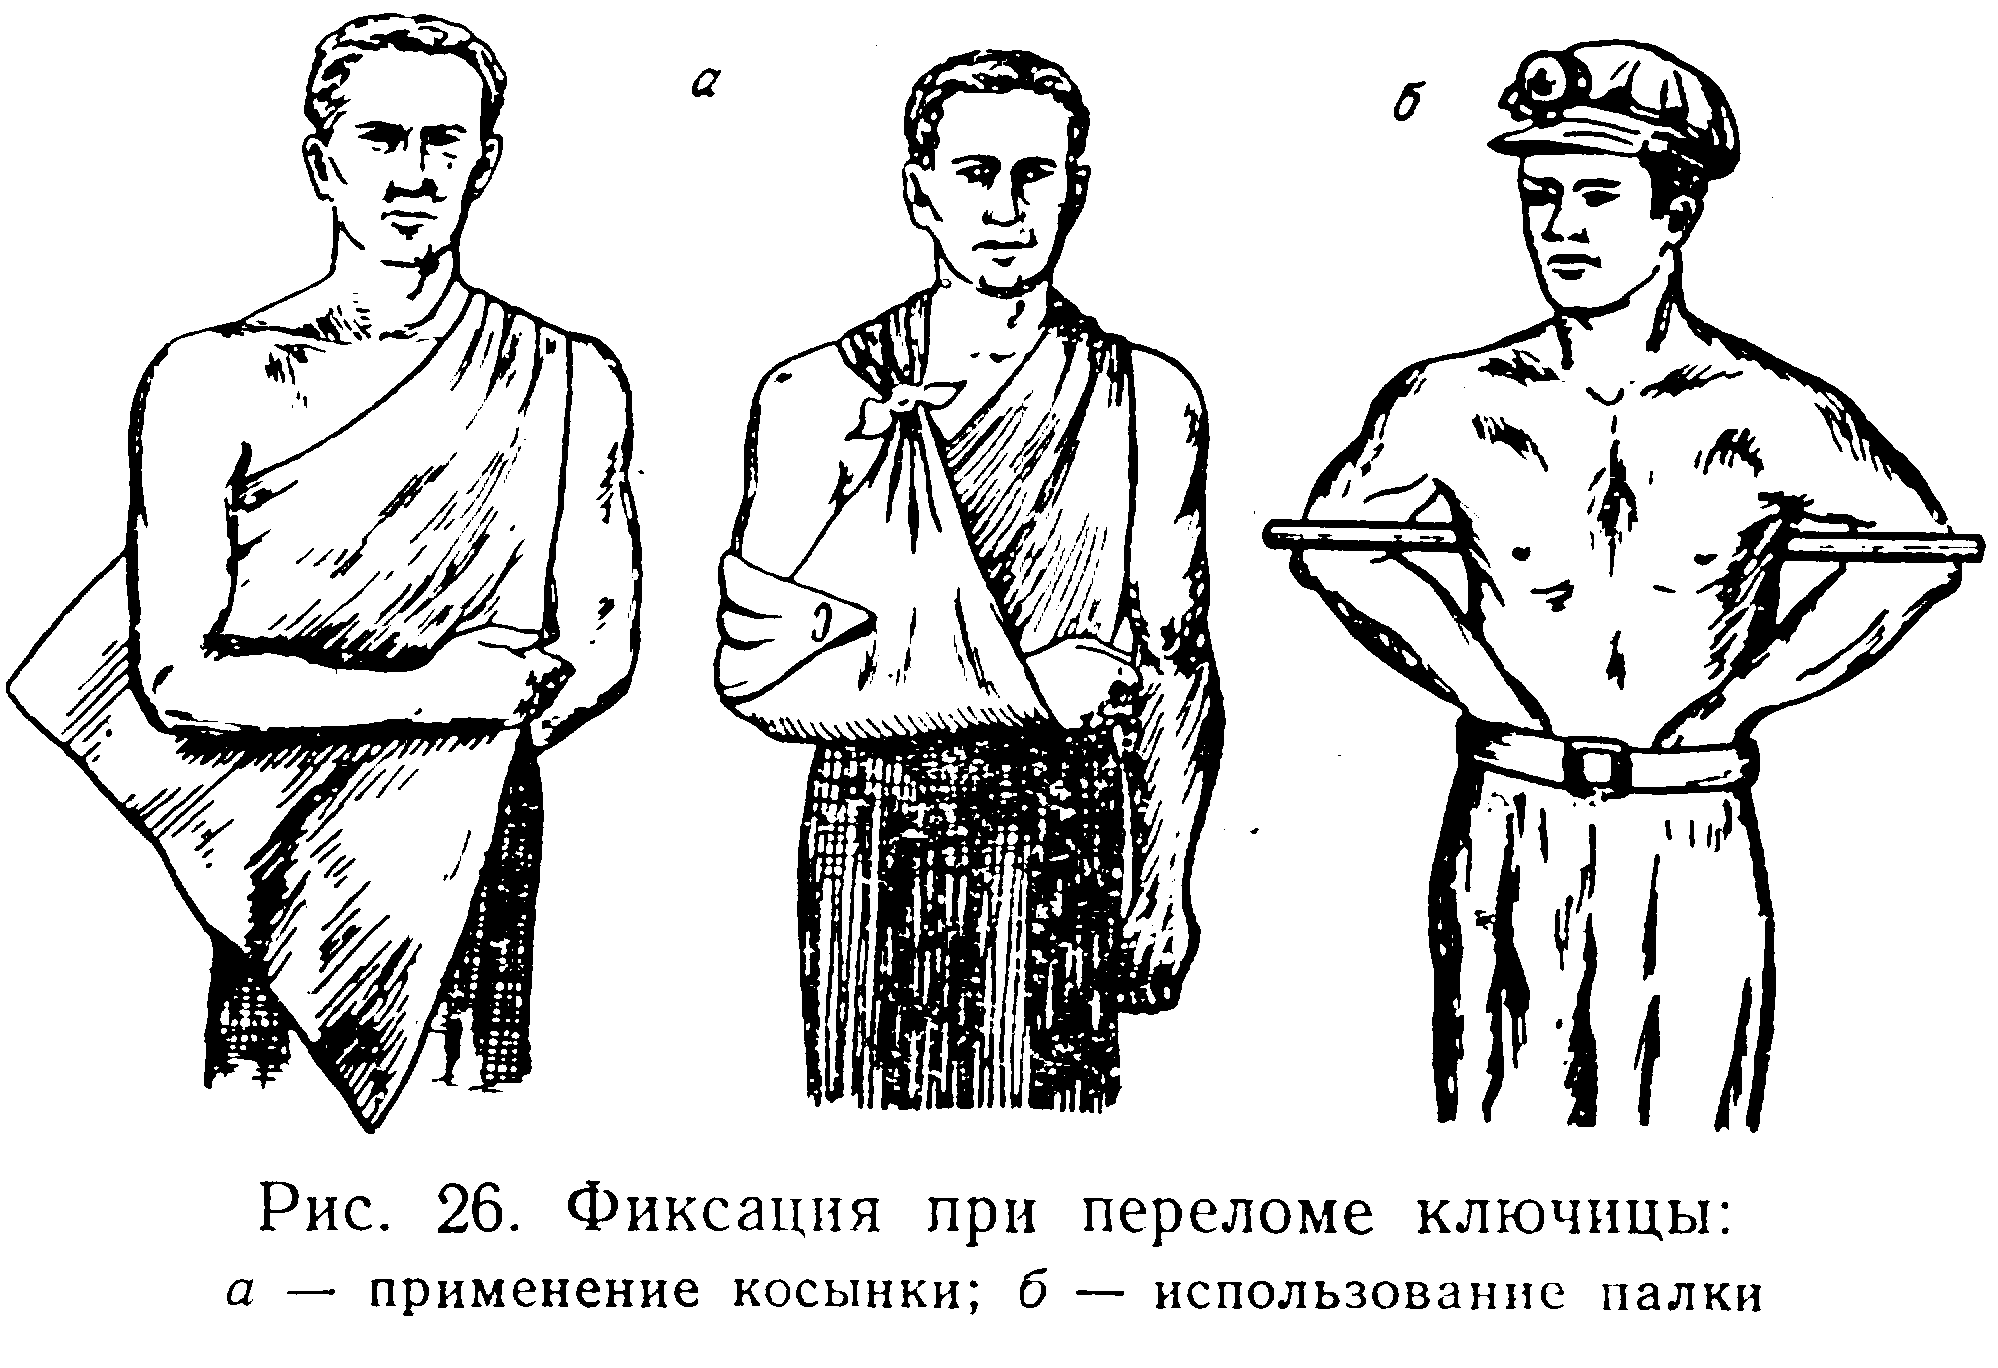 а
б
Рис. 26. Фиксация при переломе ключицы:
а — применение косынки; б — использование палки